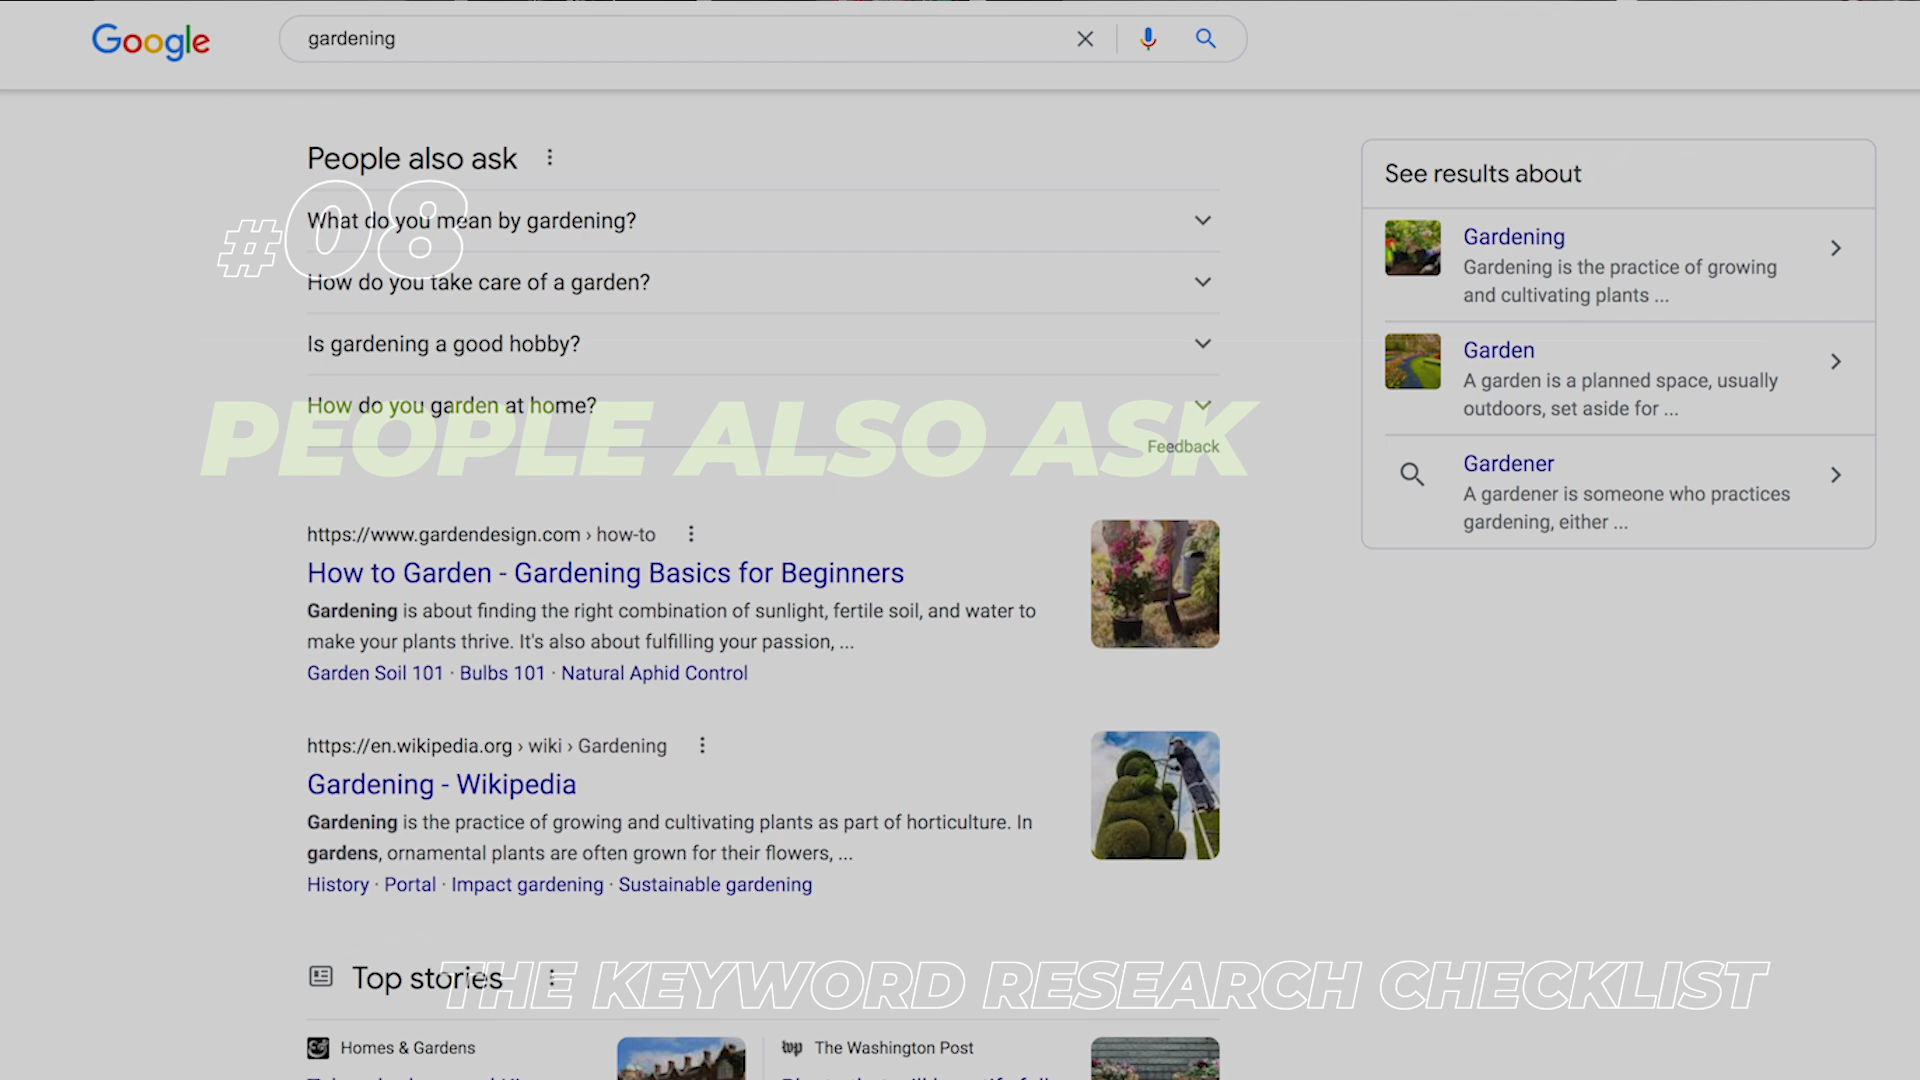 Google
gardening
People also ask
#08
What do you mean by gardening?
How do you take care of a garden?
Is gardening a good hobby?
How do you garden at home?
PEOPLE ALSO ASK
Feedback
https://www.gardendesign.com › how-to
How to Garden - Gardening Basics for Beginners
Gardening is about finding the right combination of sunlight, fertile soil, and water to
make your plants thrive. It's also about fulfilling your passion, ...
Garden Soil 101 · Bulbs 101 · Natural Aphid Control
https://en.wikipedia.org › wiki › Gardening
Gardening - Wikipedia
Gardening is the practice of growing and cultivating plants as part of horticulture. In
gardens, ornamental plants are often grown for their flowers, ...
History · Portal · Impact gardening · Sustainable gardening
Top stories
THE KEYWORD RESEARCH CHECKLIST
Homes & Gardens
wp The Washington Post
See results about
Gardening
Gardening is the practice of growing
and cultivating plants ...
Garden
A garden is a planned space, usually
outdoors, set aside for ...
Gardener
A gardener is someone who practices
gardening, either ...